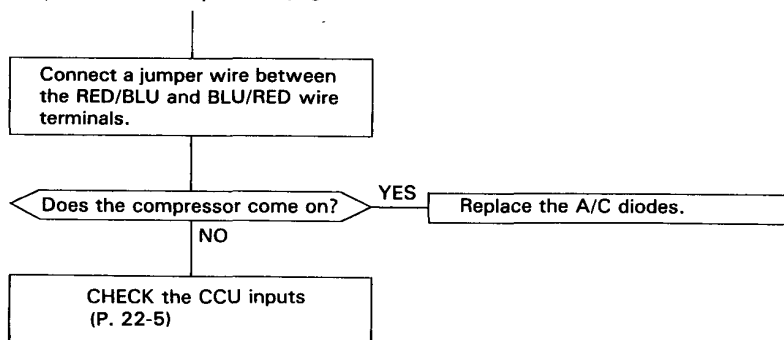 Connect a jumper wire between
the RED/BLU and BLU/RED wire
terminals.
Does the compressor come on?
YES
Replace the A/C diodes.
NO
CHECK the CCU inputs
(P. 22-5)